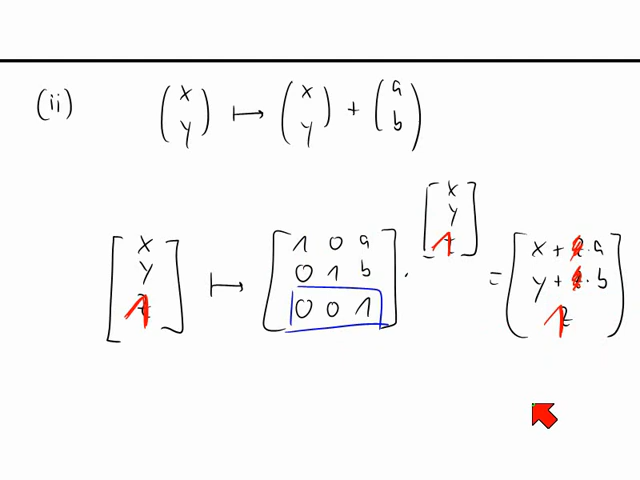 (ii) (x y) ↦ (x y) + (a b)
[x y 1] ↦ [1 0 a 0 1 b 0 0 1] · [x y 1] = (x + 1·a y + 1·b 1)